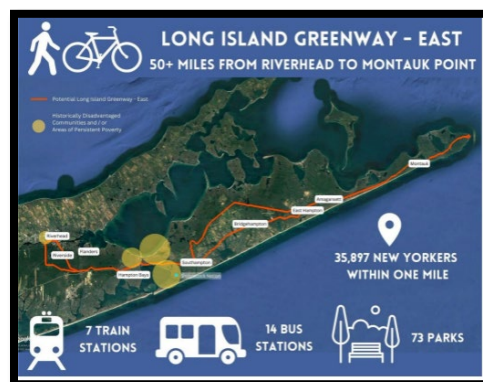 LONG ISLAND GREENWAY - EAST
50+ MILES FROM RIVERHEAD TO MONTAUK POINT
Potential Long Island Greenway - East
Historically Disadvantaged
Communities and / or
Areas of Persistent Poverty
Montauk
Amagansett
East Hampton
Bridgehampton
Riverhead
Riverside
Flanders
Southampton
Hampton Bays
35,897 NEW YORKERS
WITHIN ONE MILE
7 TRAIN
STATIONS
14 BUS
STATIONS
73 PARKS